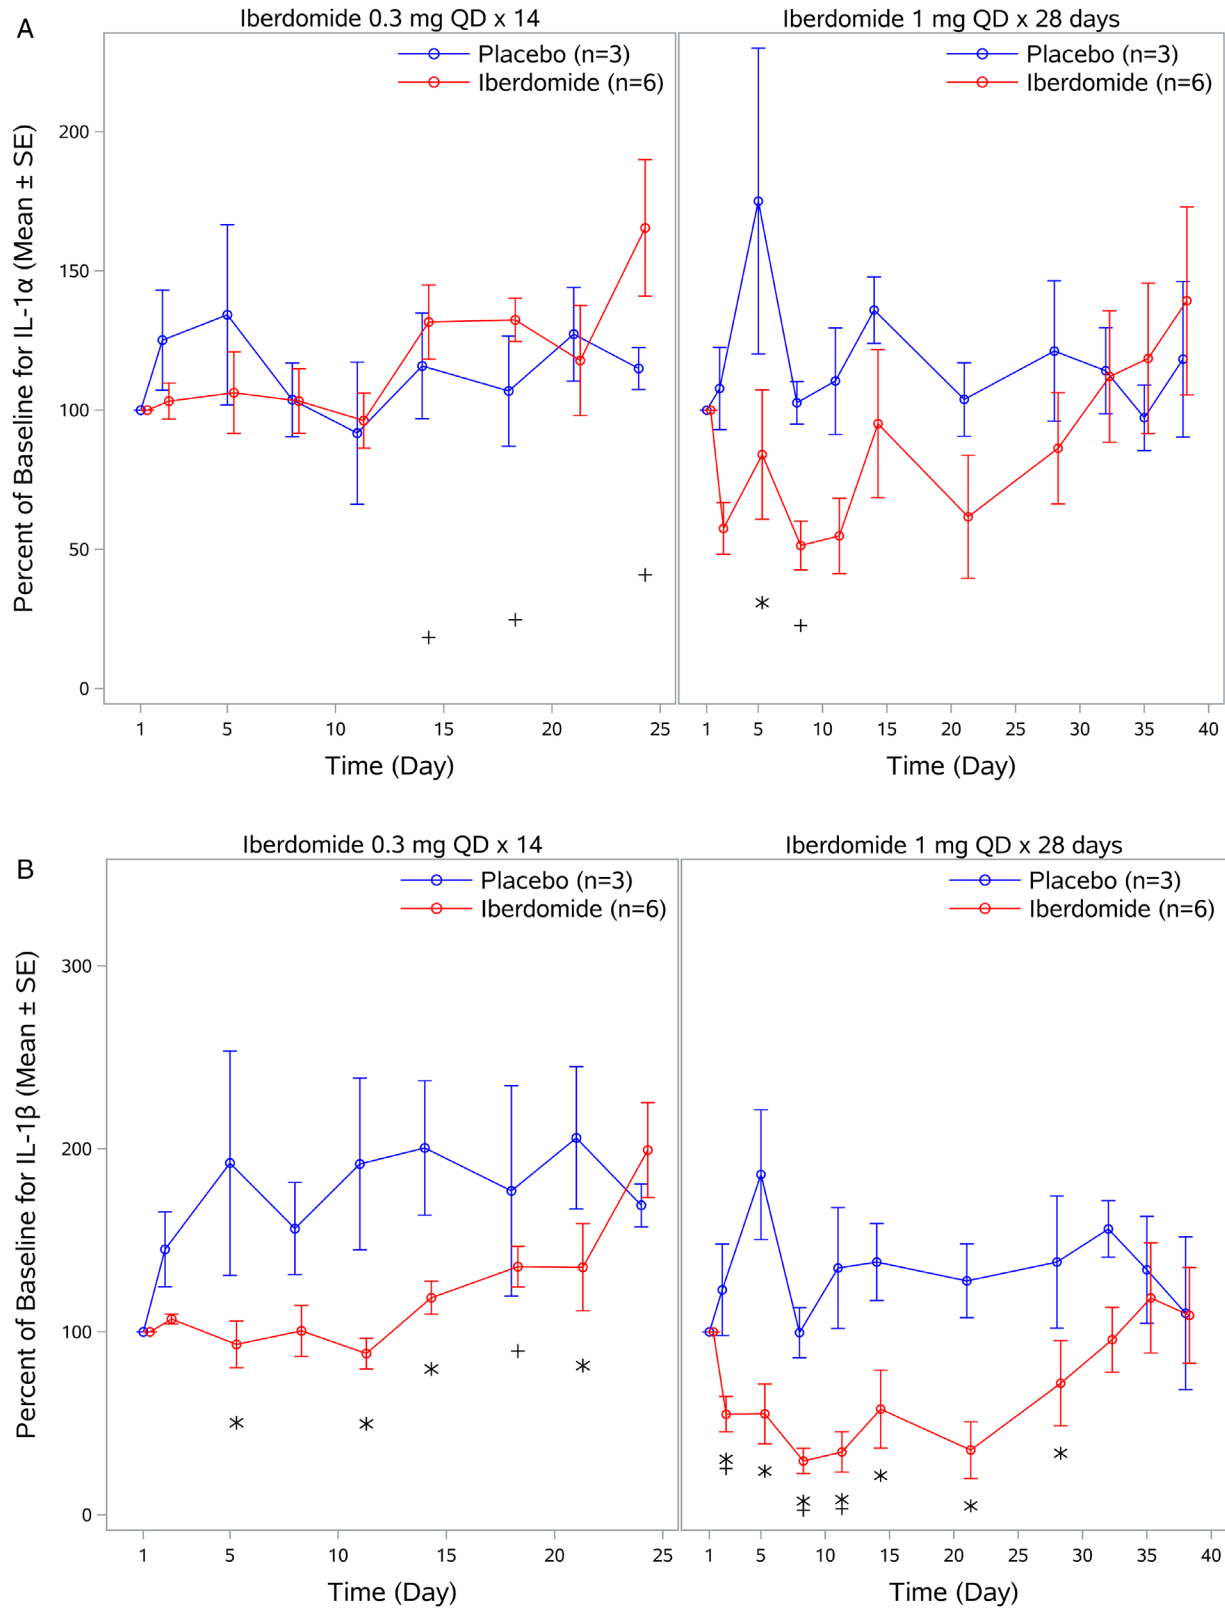 A
Iberdomide 0.3 mg QD x 14
Iberdomide 1 mg QD x 28 days
Placebo (n=3)
Iberdomide (n=6)
Placebo (n=3)
Iberdomide (n=6)
Percent of Baseline for IL-1α (Mean ± SE)
200
150
100
50
0
+
+
+
*
+
1 5 10 15 20 25
1 5 10 15 20 25 30 35 40
Time (Day)
Time (Day)
B
Iberdomide 0.3 mg QD x 14
Iberdomide 1 mg QD x 28 days
Placebo (n=3)
Iberdomide (n=6)
Placebo (n=3)
Iberdomide (n=6)
Percent of Baseline for IL-1β (Mean ± SE)
300
200
100
0
*
*
*
+
*
*
+
*
*
+
*
+
*
*
*
1 5 10 15 20 25
1 5 10 15 20 25 30 35 40
Time (Day)
Time (Day)